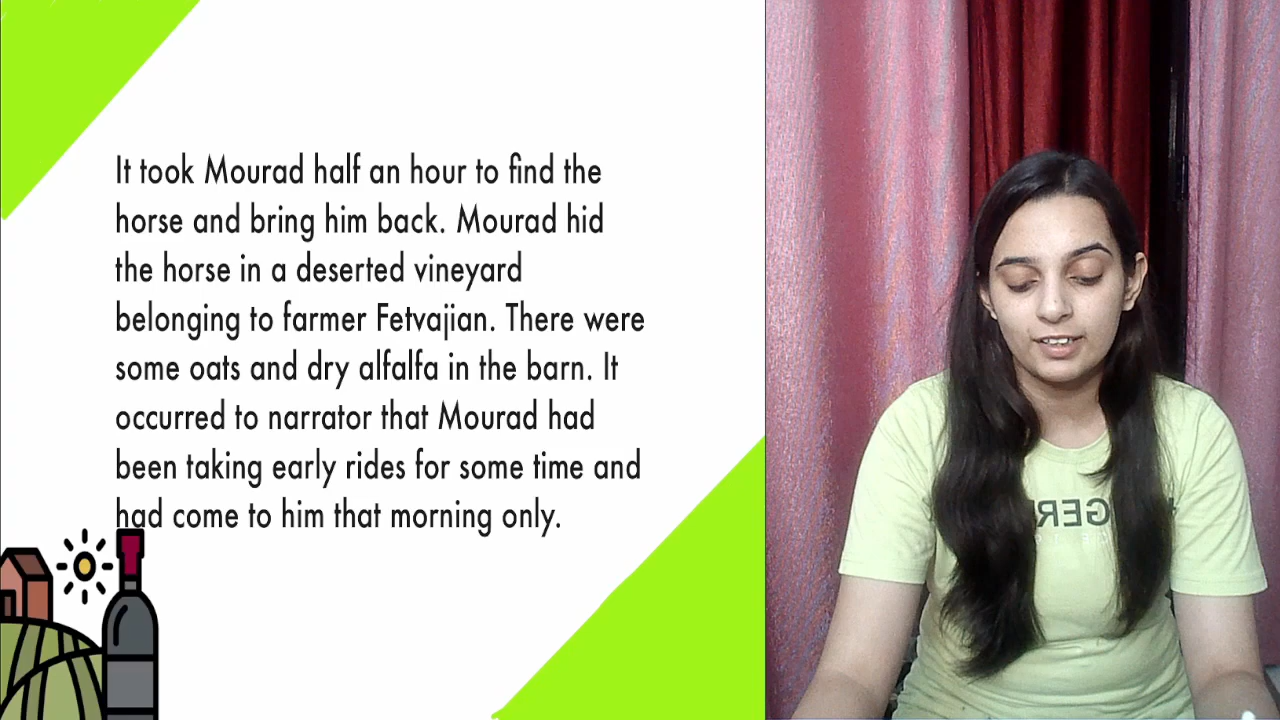 It took Mourad half an hour to find the
horse and bring him back. Mourad hid
the horse in a deserted vineyard
belonging to farmer Fetvajian. There were
some oats and dry alfalfa in the barn. It
occurred to narrator that Mourad had
been taking early rides for some time and
had come to him that morning only.